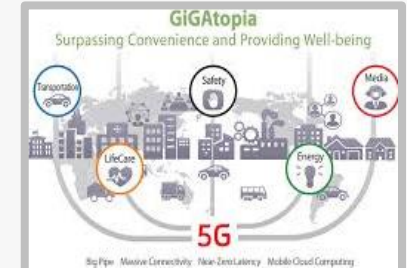 GiGAtopia
Surpassing Convenience and Providing Well-being
Transportation
Safety
Media
LifeCare
Energy
5G
Big Pipe Massive Connectivity Near-Zero Latency Mobile Cloud Computing